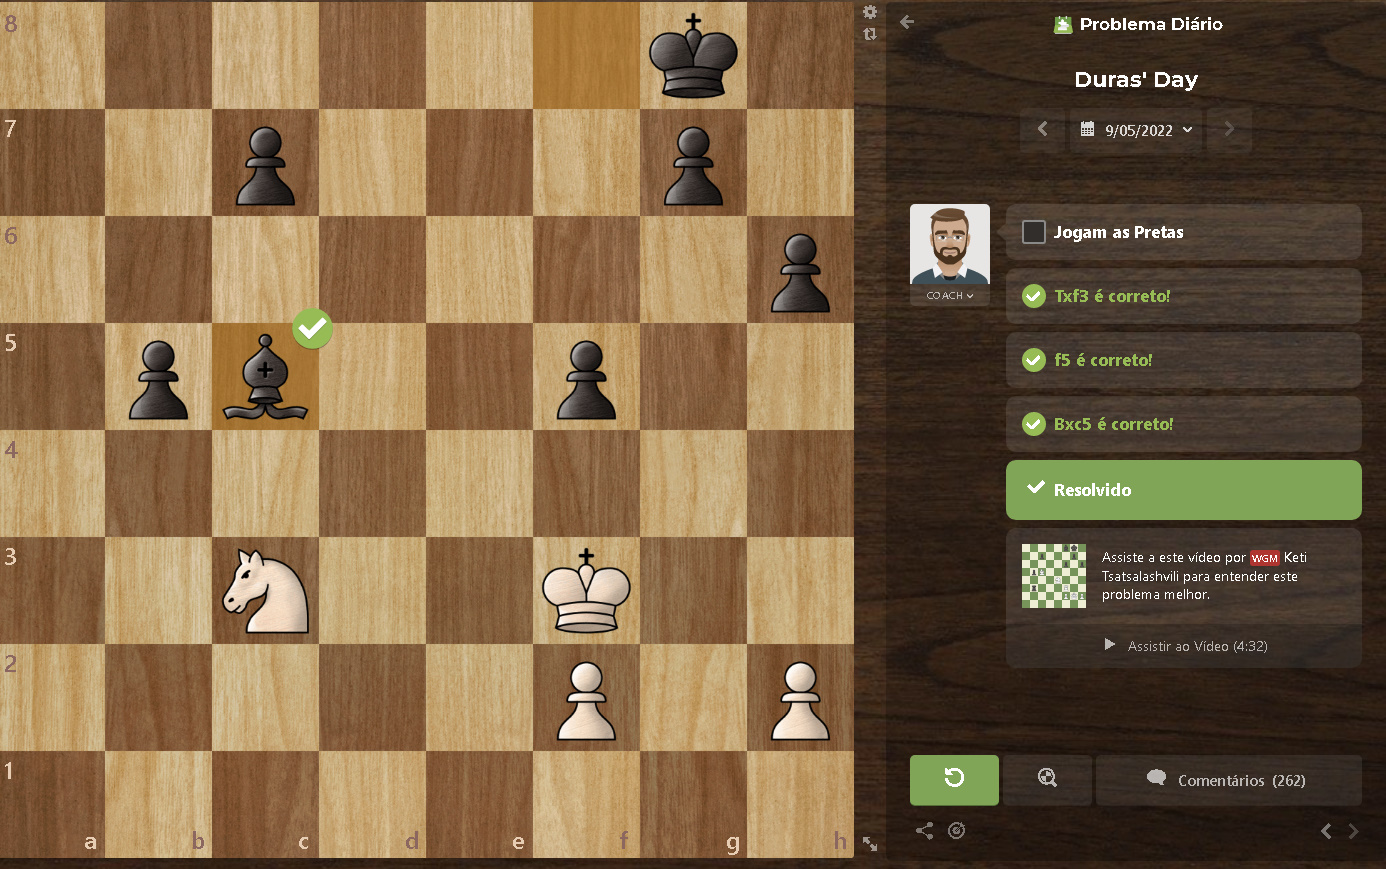 8
7
6
5
4
3
2
1
a b c d e f g h
Problema Diário
Duras' Day
9/05/2022
COACH
Jogam as Pretas
Txf3 é correto!
f5 é correto!
Bxc5 é correto!
Resolvido
Assiste a este vídeo por WGM Keti
Tsatsalashvili para entender este
problema melhor.
Assistir ao Vídeo (4:32)
Comentários (262)